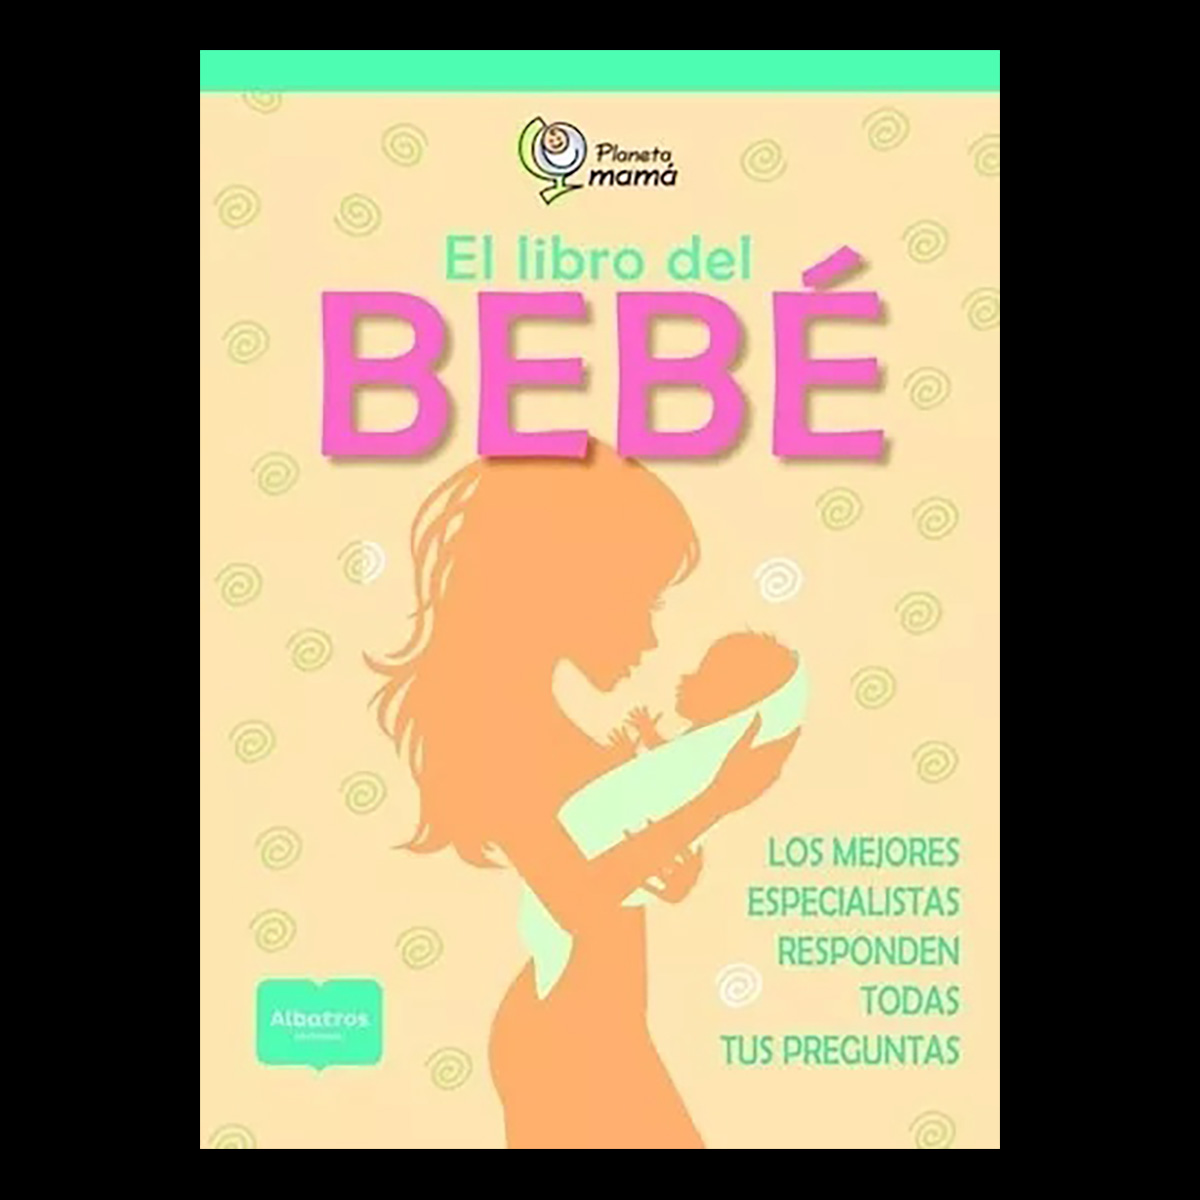 Planeta
mamá
El libro del
BEBÉ
LOS MEJORES
ESPECIALISTAS
RESPONDEN
TODAS
TUS PREGUNTAS
Albatros